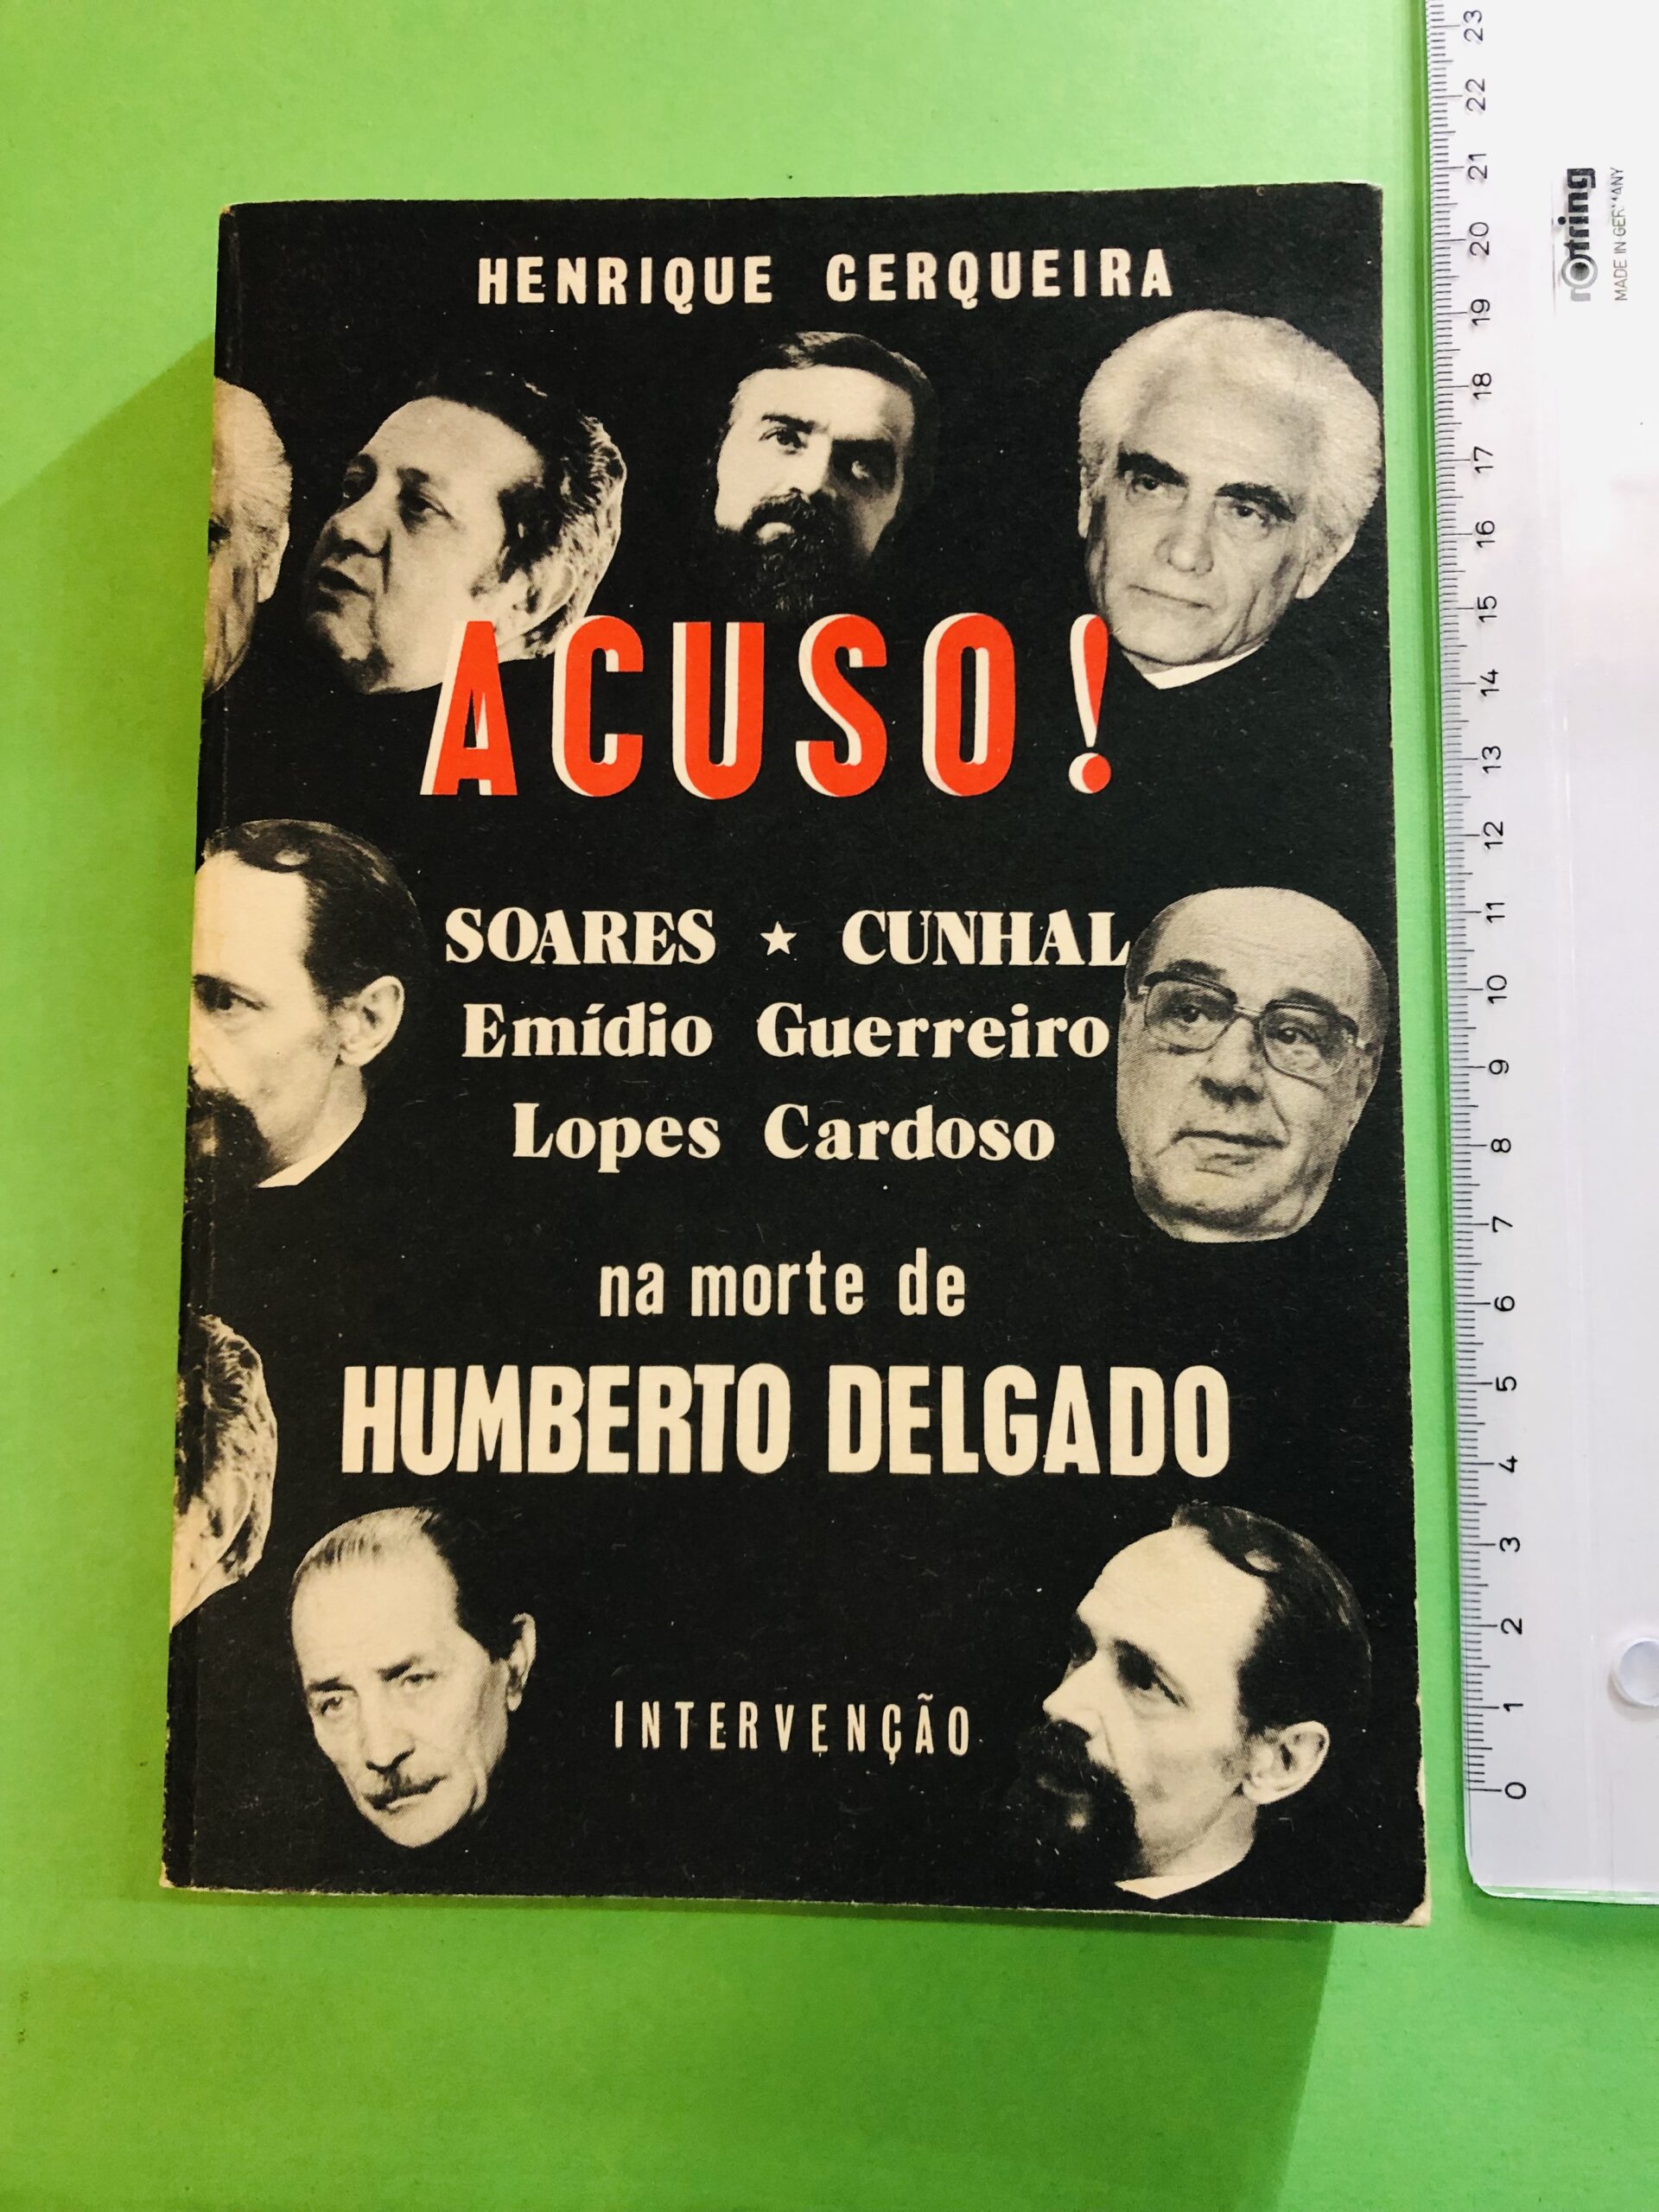 HENRIQUE CERQUEIRA
ACUSO!
SOARES ★ CUNHAL
Emídio Guerreiro
Lopes Cardoso
na morte de
HUMBERTO DELGADO
INTERVENÇÃO
rotring
MADE IN GERMANY
23
22
21
20
19
18
17
16
15
14
13
12
11
10
9
8
7
6
5
4
3
2
1
0